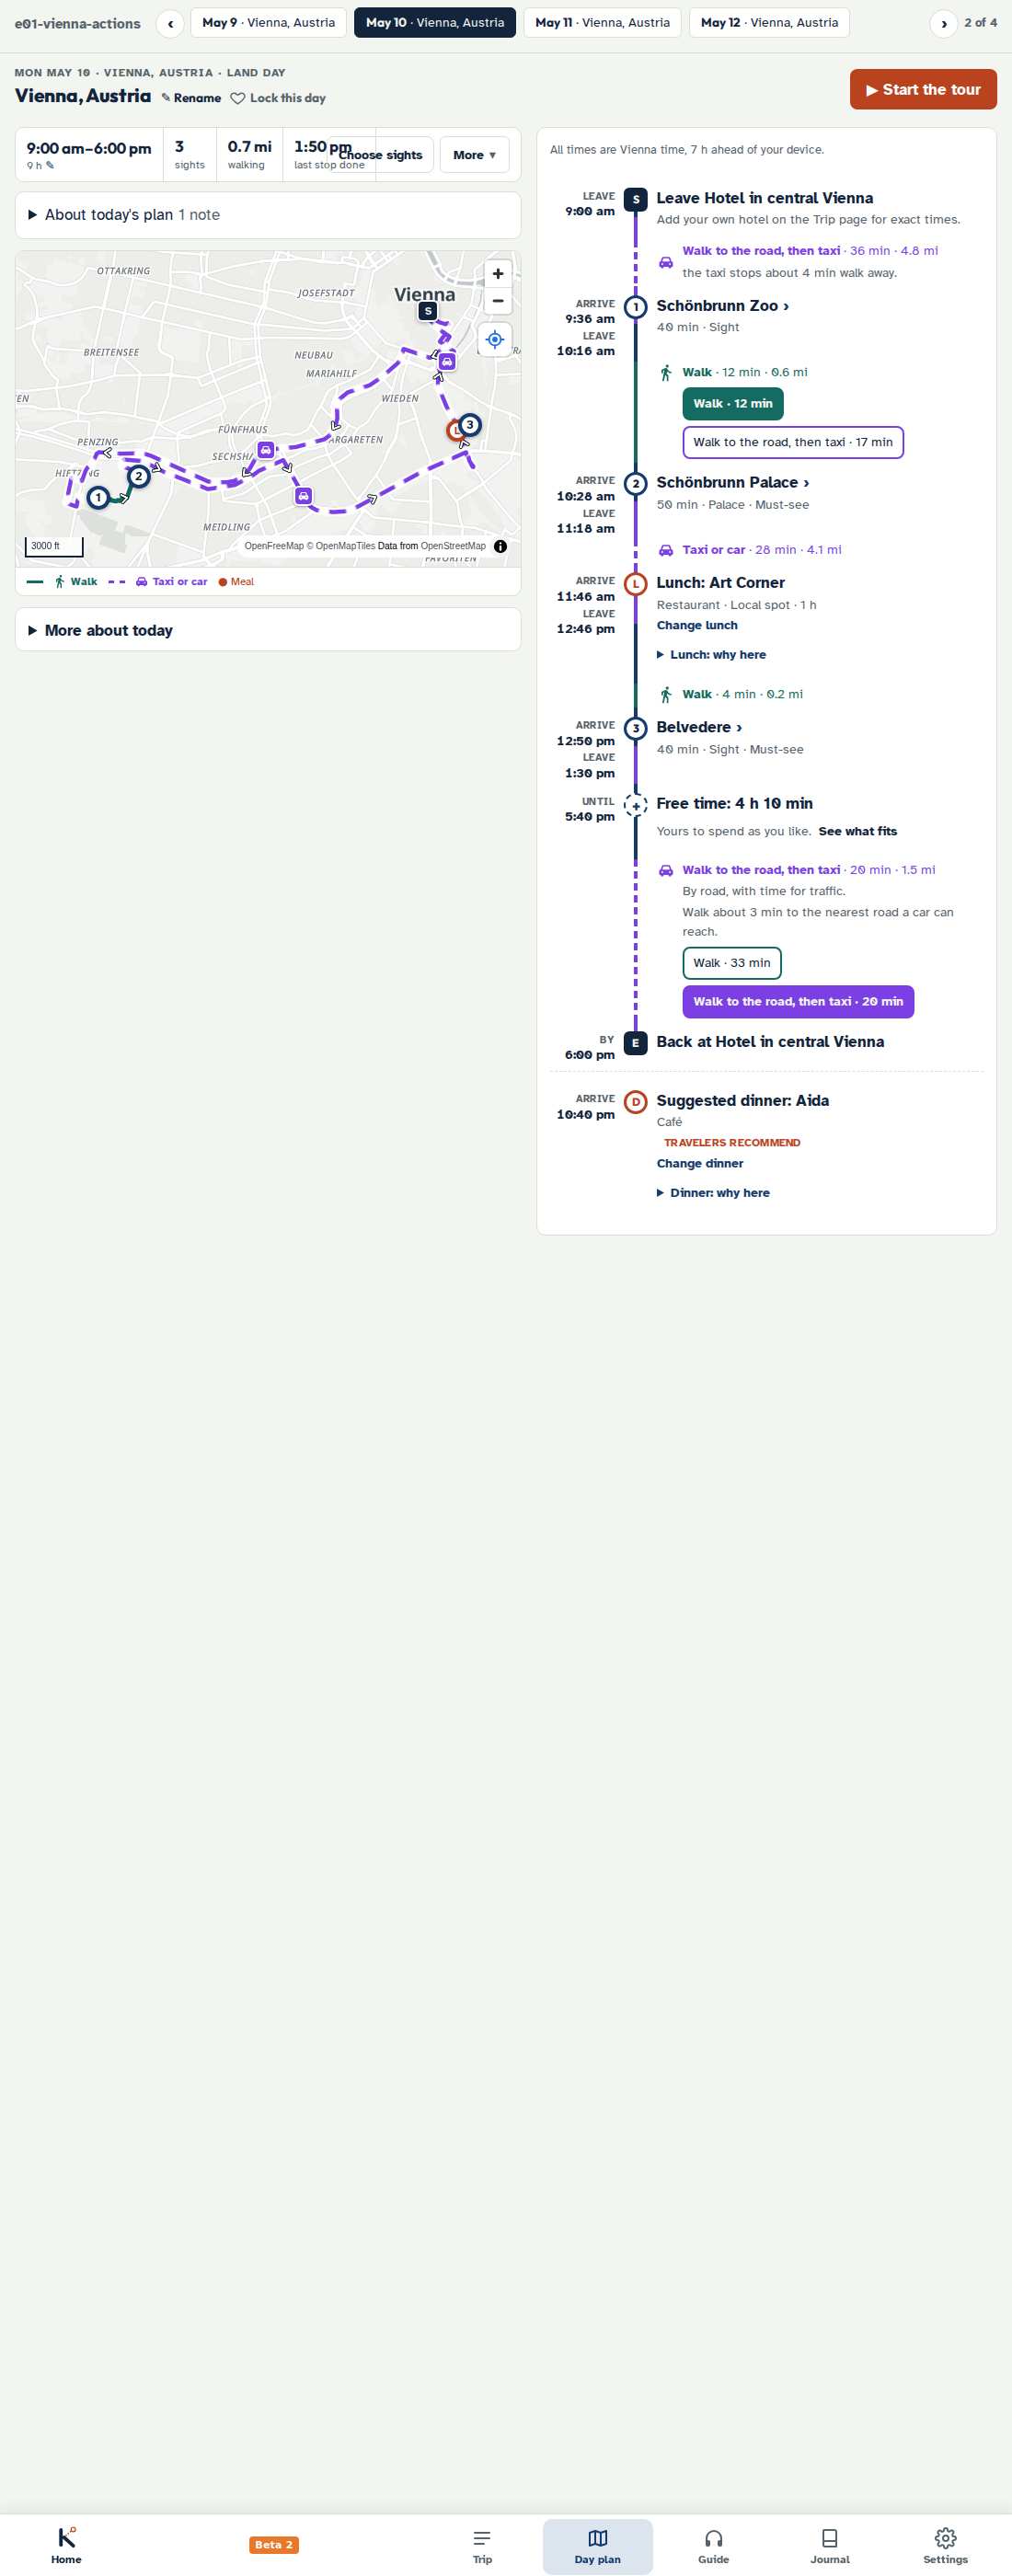 e01-vienna-actions
‹
May 9 · Vienna, Austria
May 10 · Vienna, Austria
May 11 · Vienna, Austria
May 12 · Vienna, Austria
›
2 of 4
MON MAY 10 · VIENNA, AUSTRIA · LAND DAY
Vienna, Austria
✎ Rename
Lock this day
▶ Start the tour
9:00 am–6:00 pm
9 h ✎
3
sights
0.7 mi
walking
1:50 pm
last stop done
Choose sights
More ▾
▶ About today's plan 1 note
OTTAKRING
JOSEFSTADT
Vienna
S
+
−
BREITENSEE
NEUBAU
MARIAHILF
WIEDEN
EN
FÜNFHAUS
ARGARETEN
L
3
PENZING
SECHSHA
2
1
MEIDLING
3000 ft
OpenFreeMap © OpenMapTiles Data from OpenStreetMap
FAVORITEN
Walk
Taxi or car
Meal
▶ More about today
All times are Vienna time, 7 h ahead of your device.
LEAVE
9:00 am
S
Leave Hotel in central Vienna
Add your own hotel on the Trip page for exact times.
Walk to the road, then taxi · 36 min · 4.8 mi
the taxi stops about 4 min walk away.
ARRIVE
9:36 am
LEAVE
10:16 am
1
Schönbrunn Zoo ›
40 min · Sight
Walk · 12 min · 0.6 mi
Walk · 12 min
Walk to the road, then taxi · 17 min
ARRIVE
10:28 am
LEAVE
11:18 am
2
Schönbrunn Palace ›
50 min · Palace · Must-see
Taxi or car · 28 min · 4.1 mi
ARRIVE
11:46 am
LEAVE
12:46 pm
L
Lunch: Art Corner
Restaurant · Local spot · 1 h
Change lunch
▶ Lunch: why here
Walk · 4 min · 0.2 mi
ARRIVE
12:50 pm
LEAVE
1:30 pm
3
Belvedere ›
40 min · Sight · Must-see
UNTIL
5:40 pm
+
Free time: 4 h 10 min
Yours to spend as you like. See what fits
Walk to the road, then taxi · 20 min · 1.5 mi
By road, with time for traffic.
Walk about 3 min to the nearest road a car can
reach.
Walk · 33 min
Walk to the road, then taxi · 20 min
BY
6:00 pm
E
Back at Hotel in central Vienna
ARRIVE
10:40 pm
D
Suggested dinner: Aida
Café
TRAVELERS RECOMMEND
Change dinner
▶ Dinner: why here
Home
Beta 2
Trip
Day plan
Guide
Journal
Settings